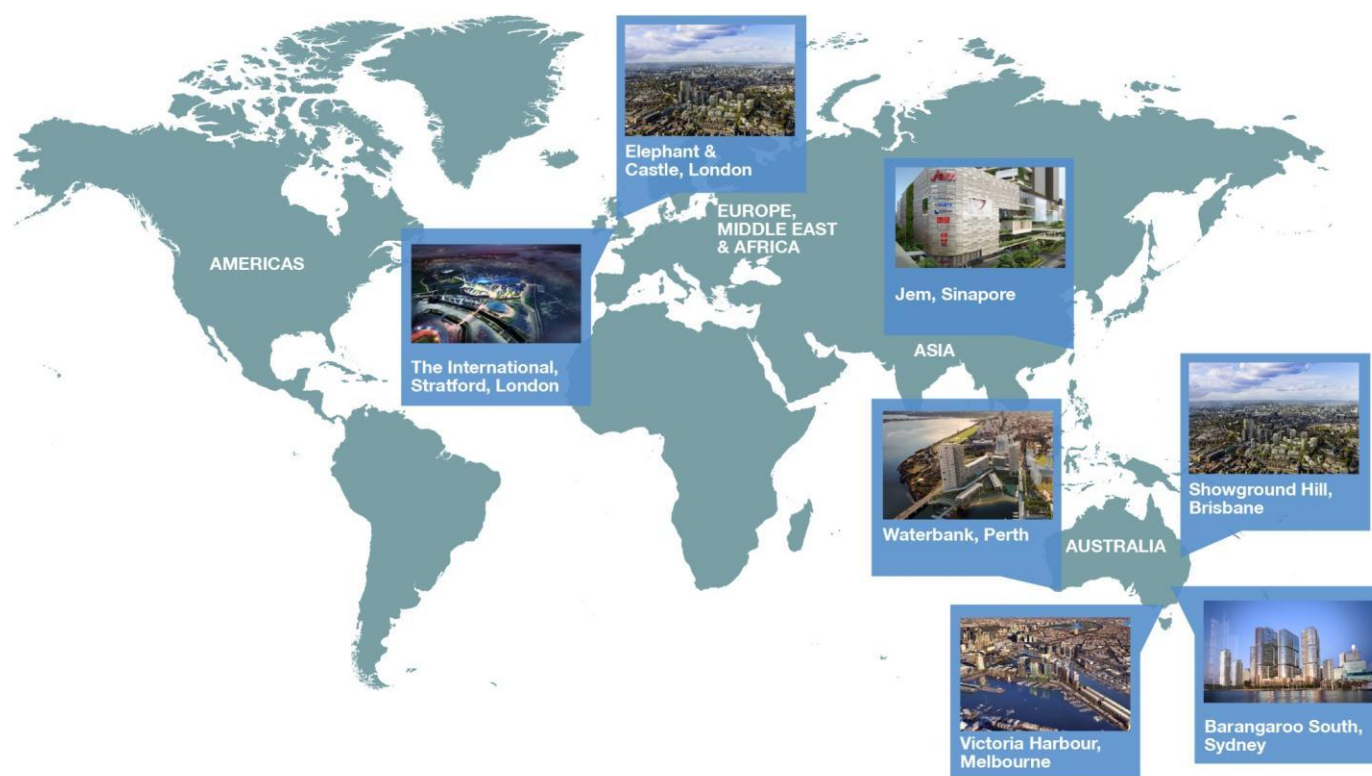 Elephant &
Castle, London
EUROPE,
MIDDLE EAST
& AFRICA
AMERICAS
The International,
Stratford, London
Jem, Sinapore
ASIA
Showground Hill,
Brisbane
Waterbank, Perth
AUSTRALIA
Victoria Harbour,
Melbourne
Barangaroo South,
Sydney